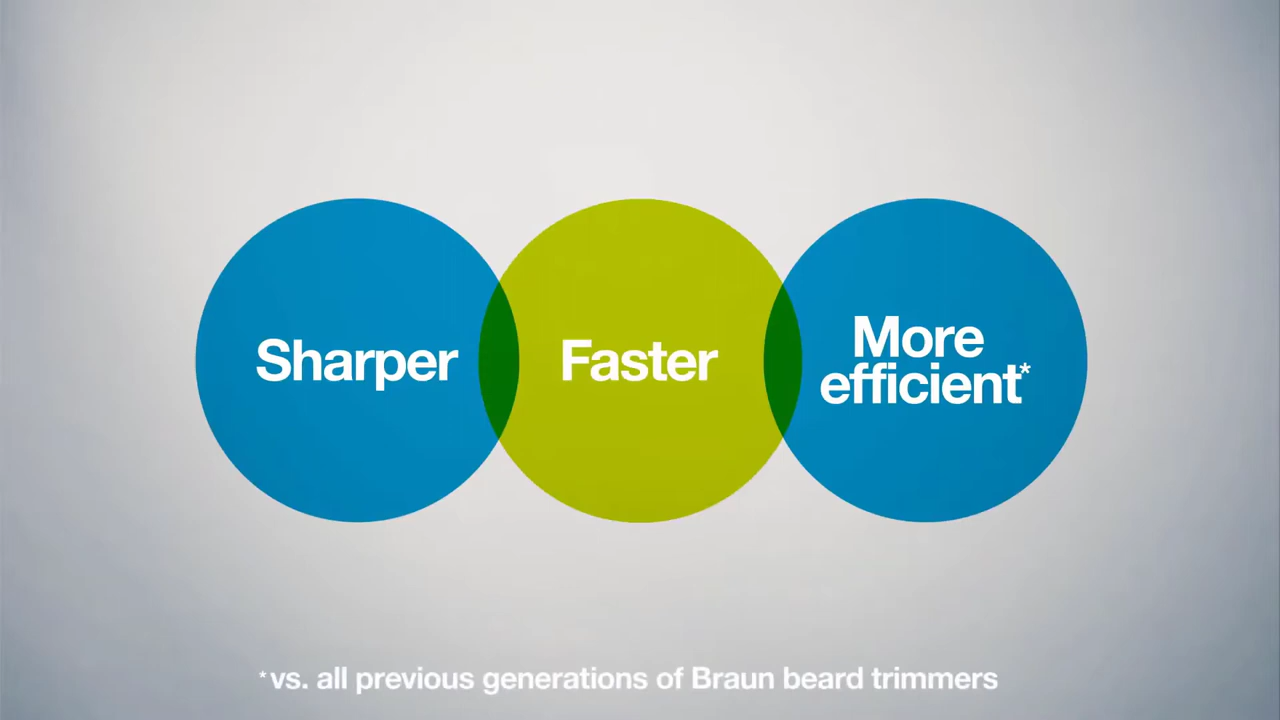 Sharper
Faster
More
efficient*
*vs. all previous generations of Braun beard trimmers